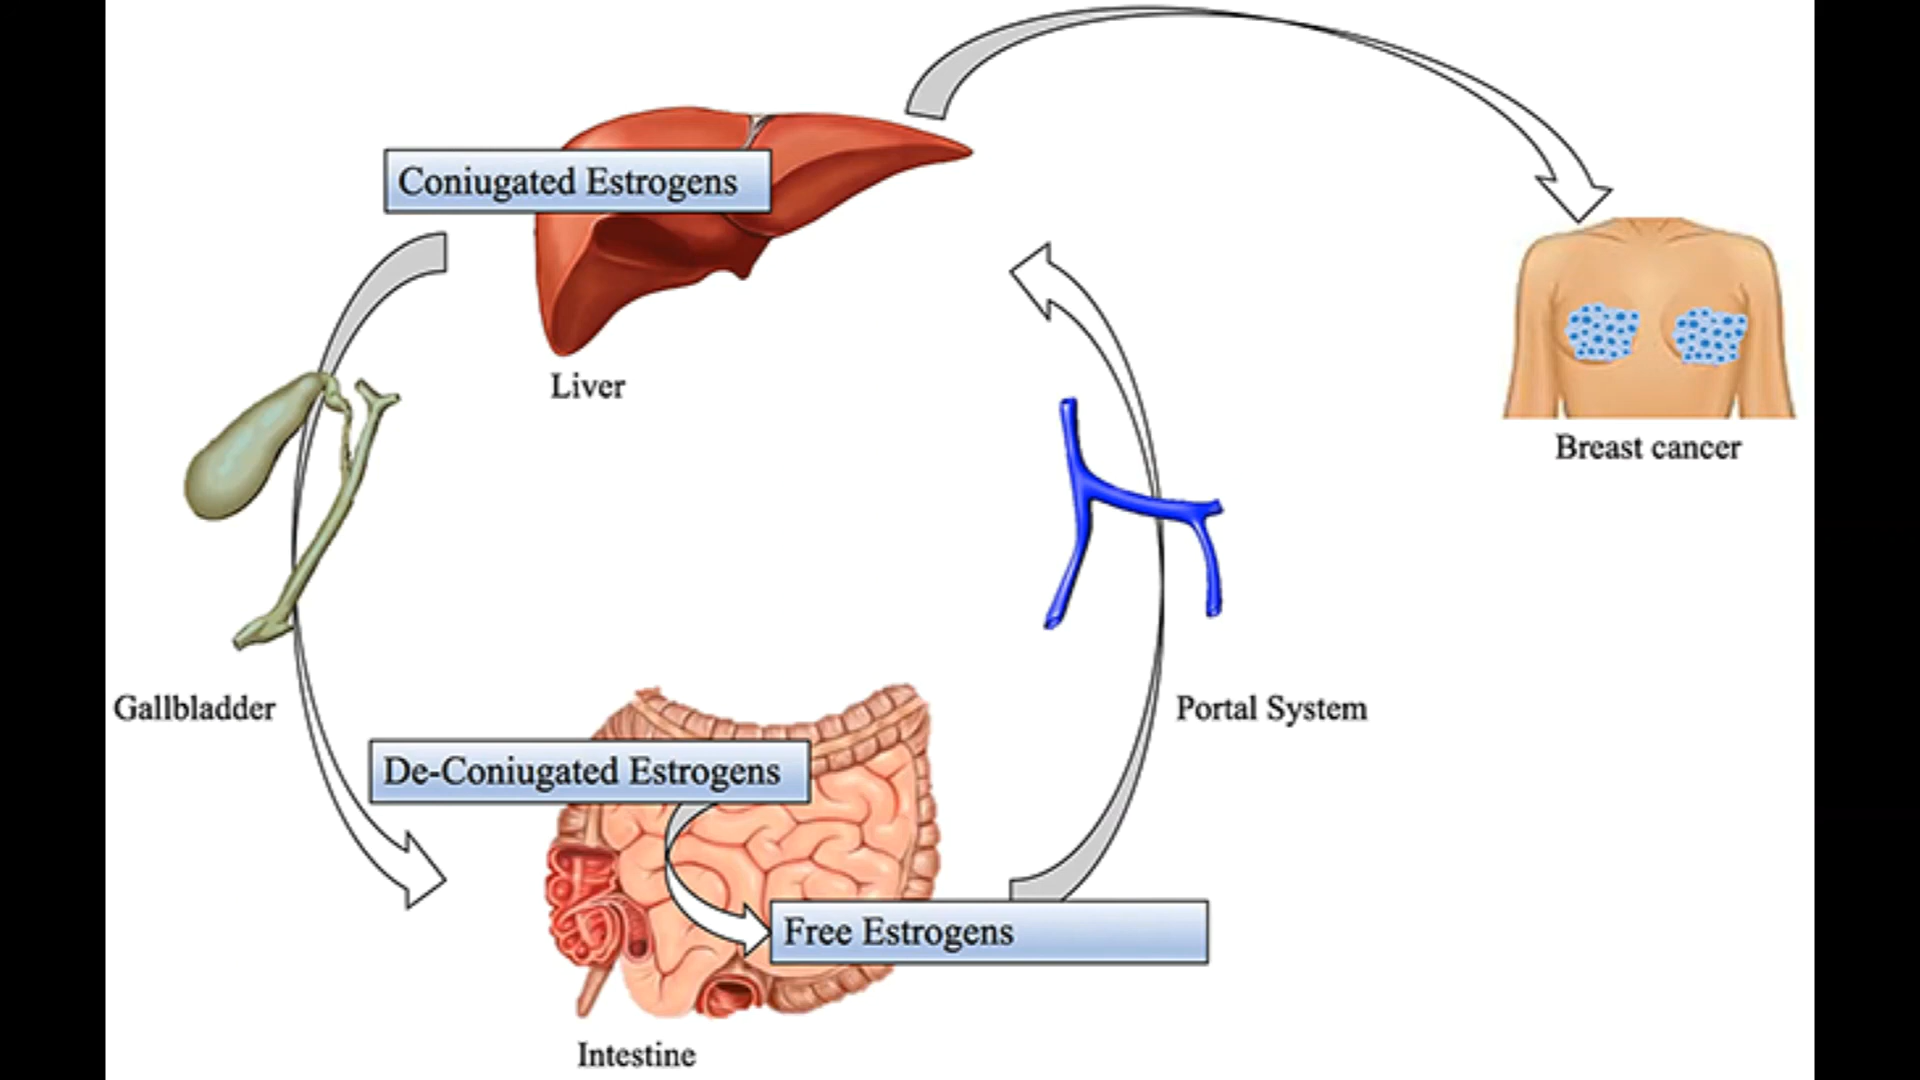 Coniugated Estrogens
Liver
Breast cancer
Gallbladder
Portal System
De-Coniugated Estrogens
Free Estrogens
Intestine